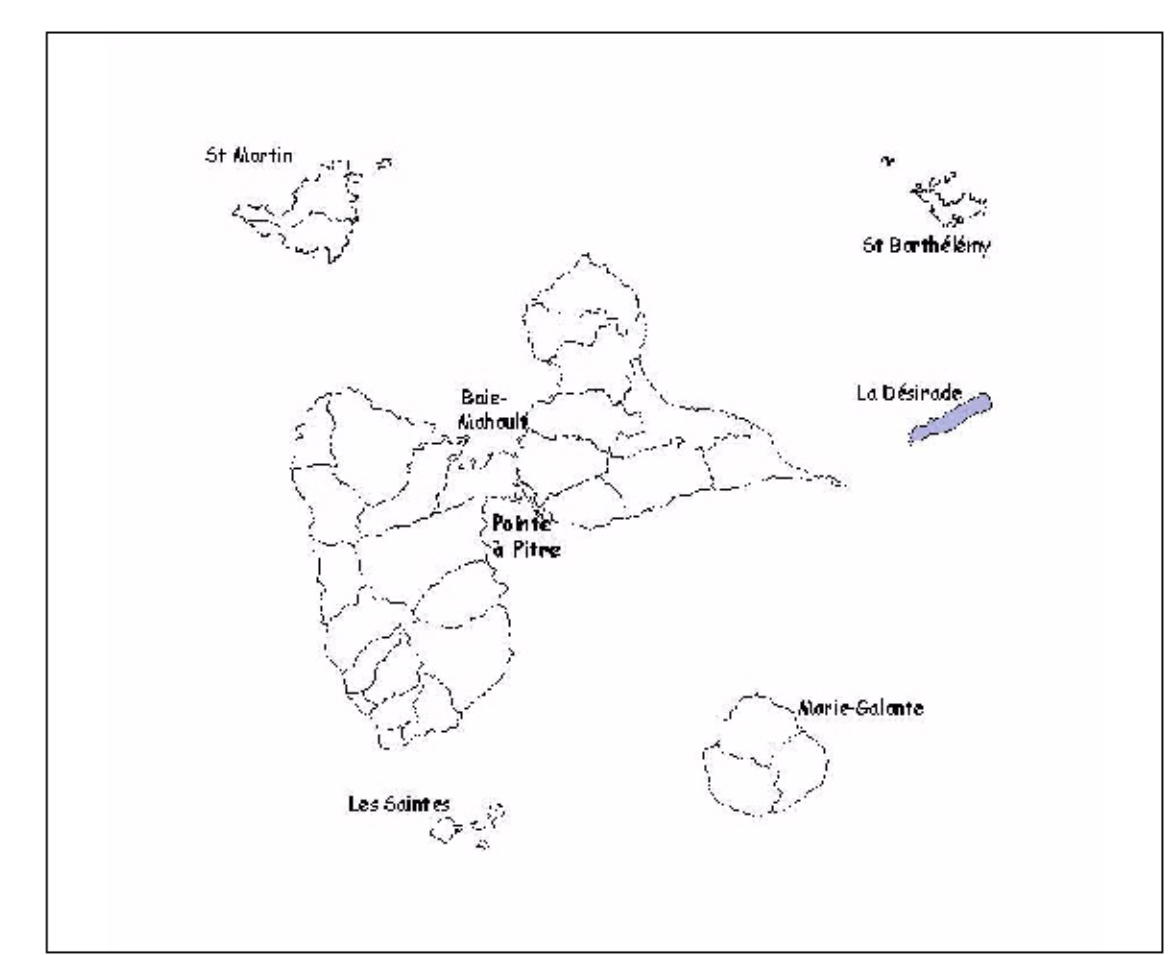 St Martin
St Barthélémy
La Désirade
Baie-
Mahault
Pointe
à Pitre
Marie-Galante
Les Saintes